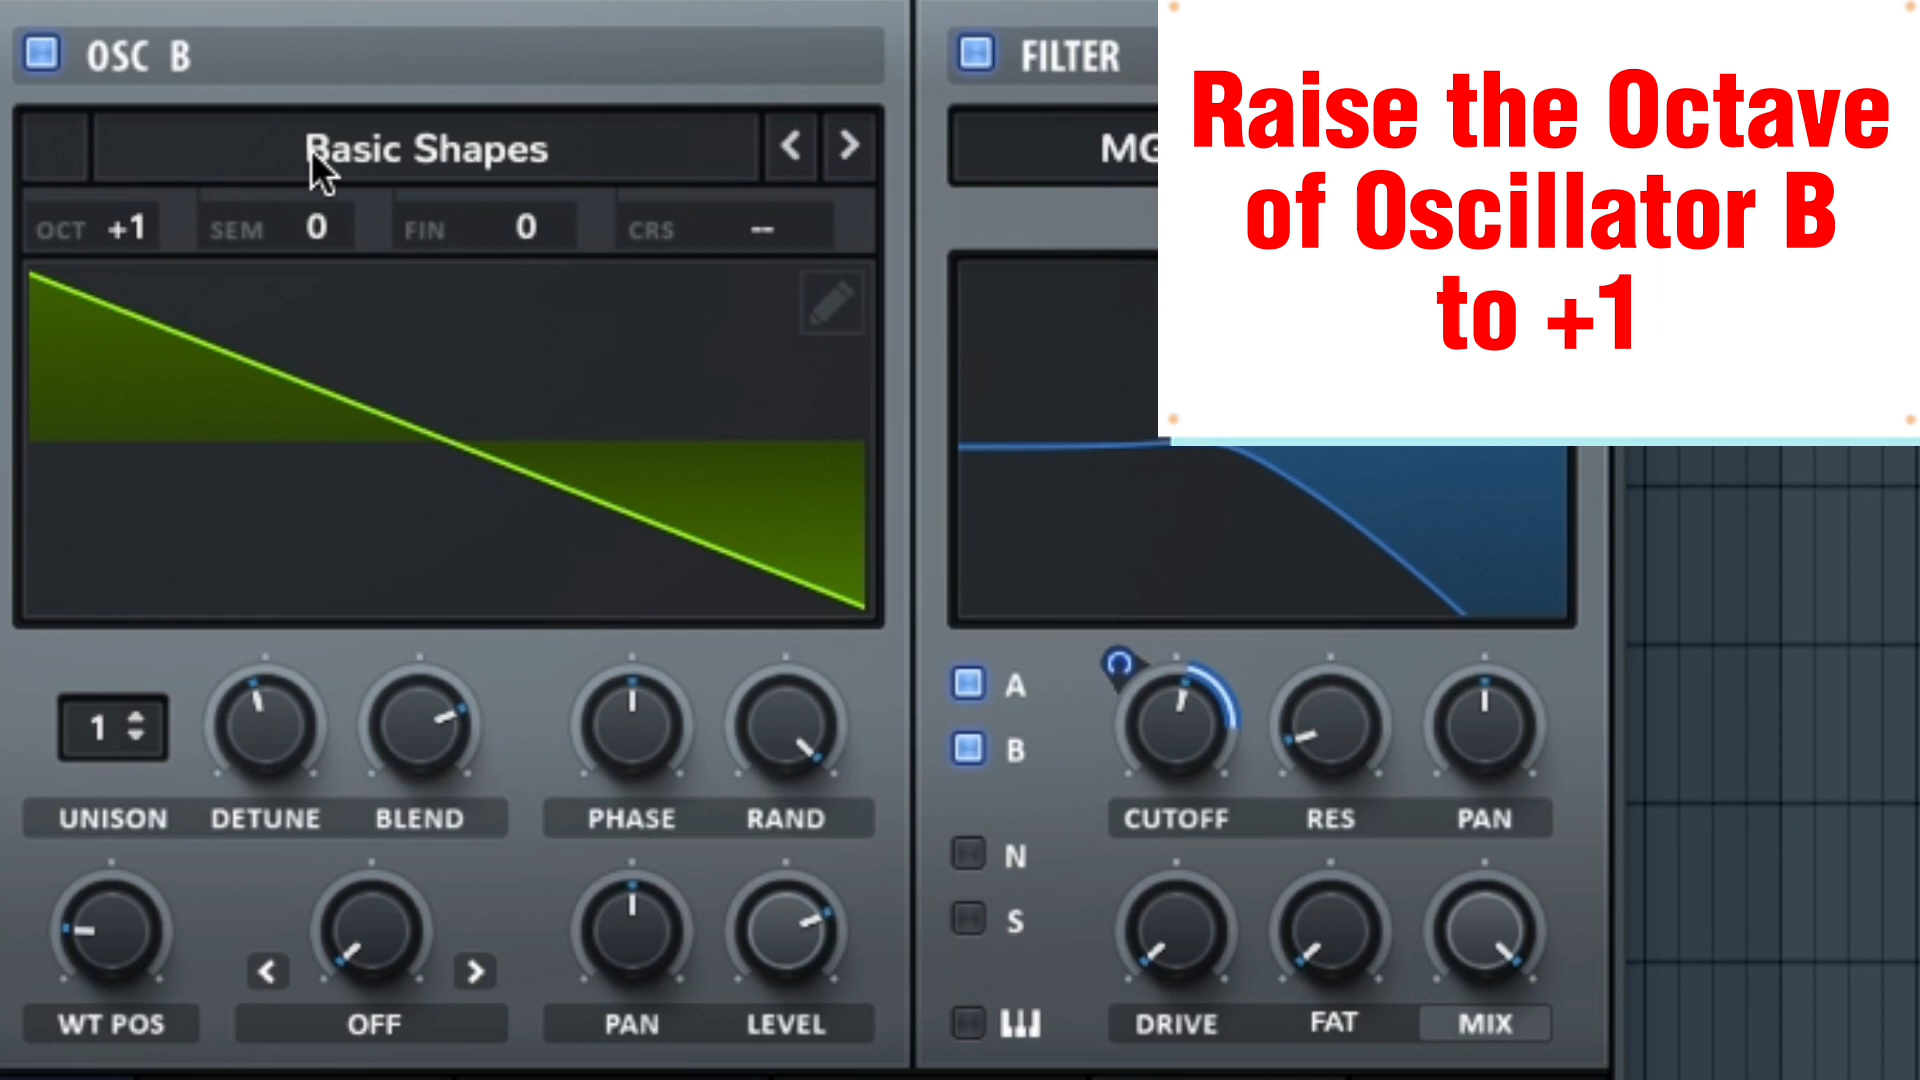 OSC B
FILTER
Raise the Octave
of Oscillator B
to +1
Basic Shapes
MG
OCT +1 SEM 0 FIN 0 CRS --
1
UNISON DETUNE BLEND PHASE RAND
A
B
CUTOFF RES PAN
N
S
WT POS OFF PAN LEVEL
DRIVE FAT MIX